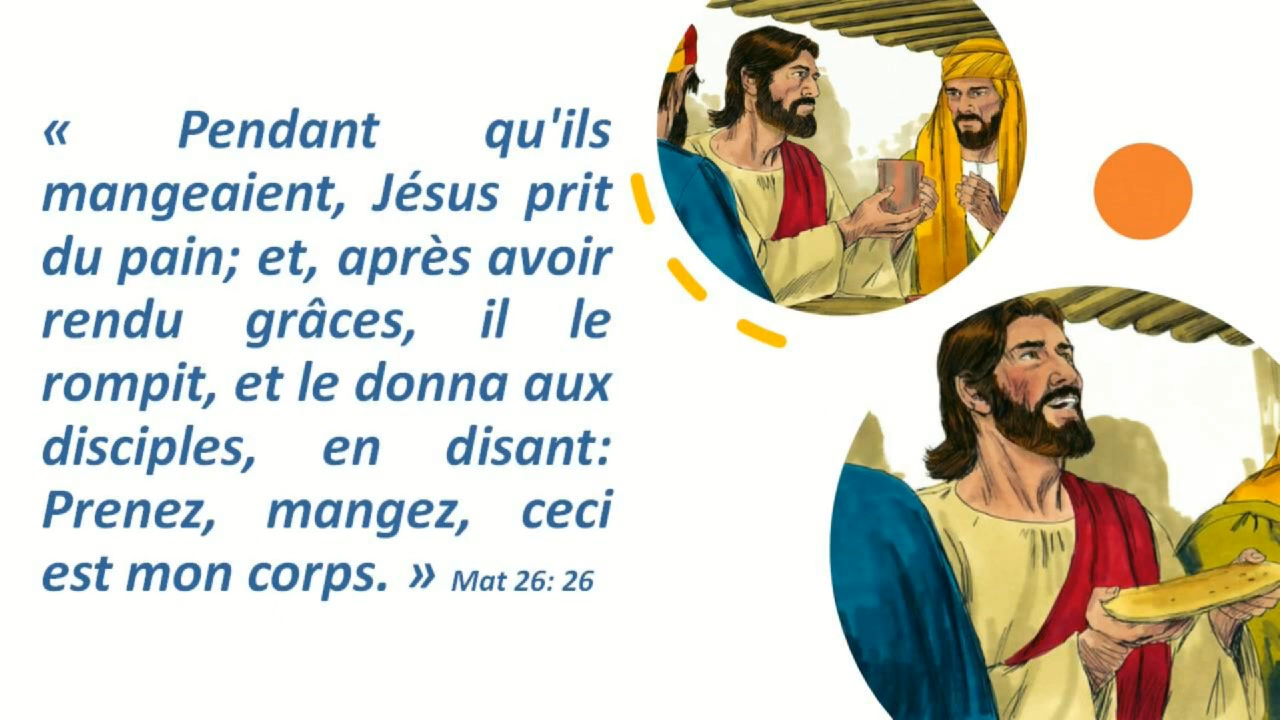 « Pendant qu'ils
mangeaient, Jésus prit
du pain; et, après avoir
rendu grâces, il le
rompit, et le donna aux
disciples, en disant:
Prenez, mangez, ceci
est mon corps. » Mat 26: 26